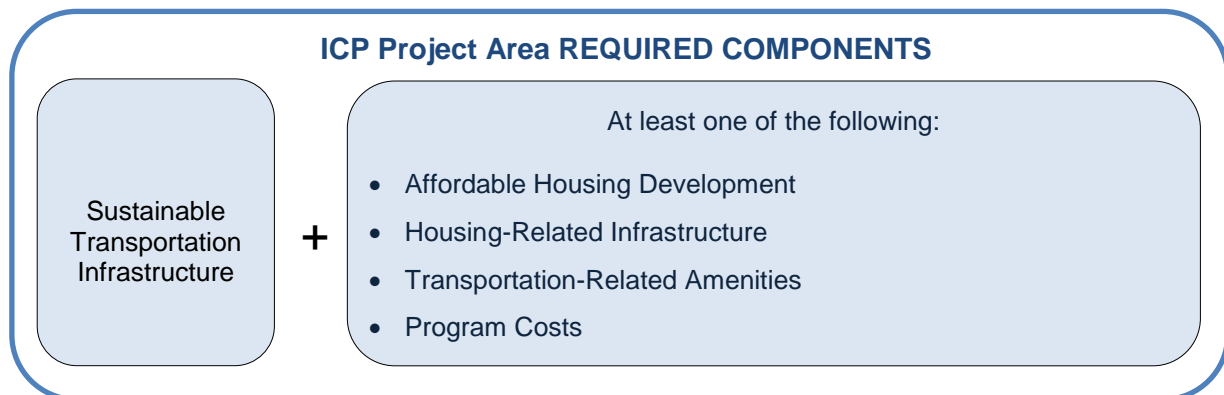 ICP Project Area REQUIRED COMPONENTS
Sustainable
Transportation
Infrastructure
+
At least one of the following:
• Affordable Housing Development
• Housing-Related Infrastructure
• Transportation-Related Amenities
• Program Costs